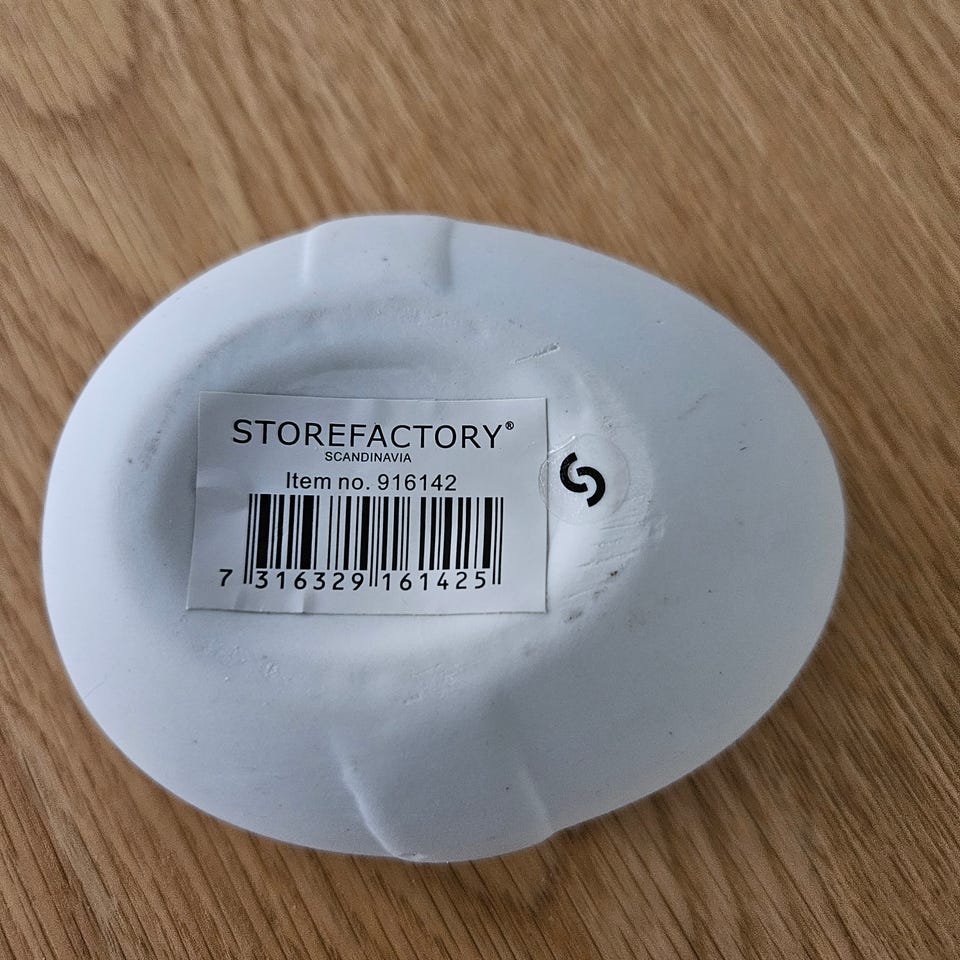 STOREFACTORY®
SCANDINAVIA
Item no. 916142
7 316329 161425